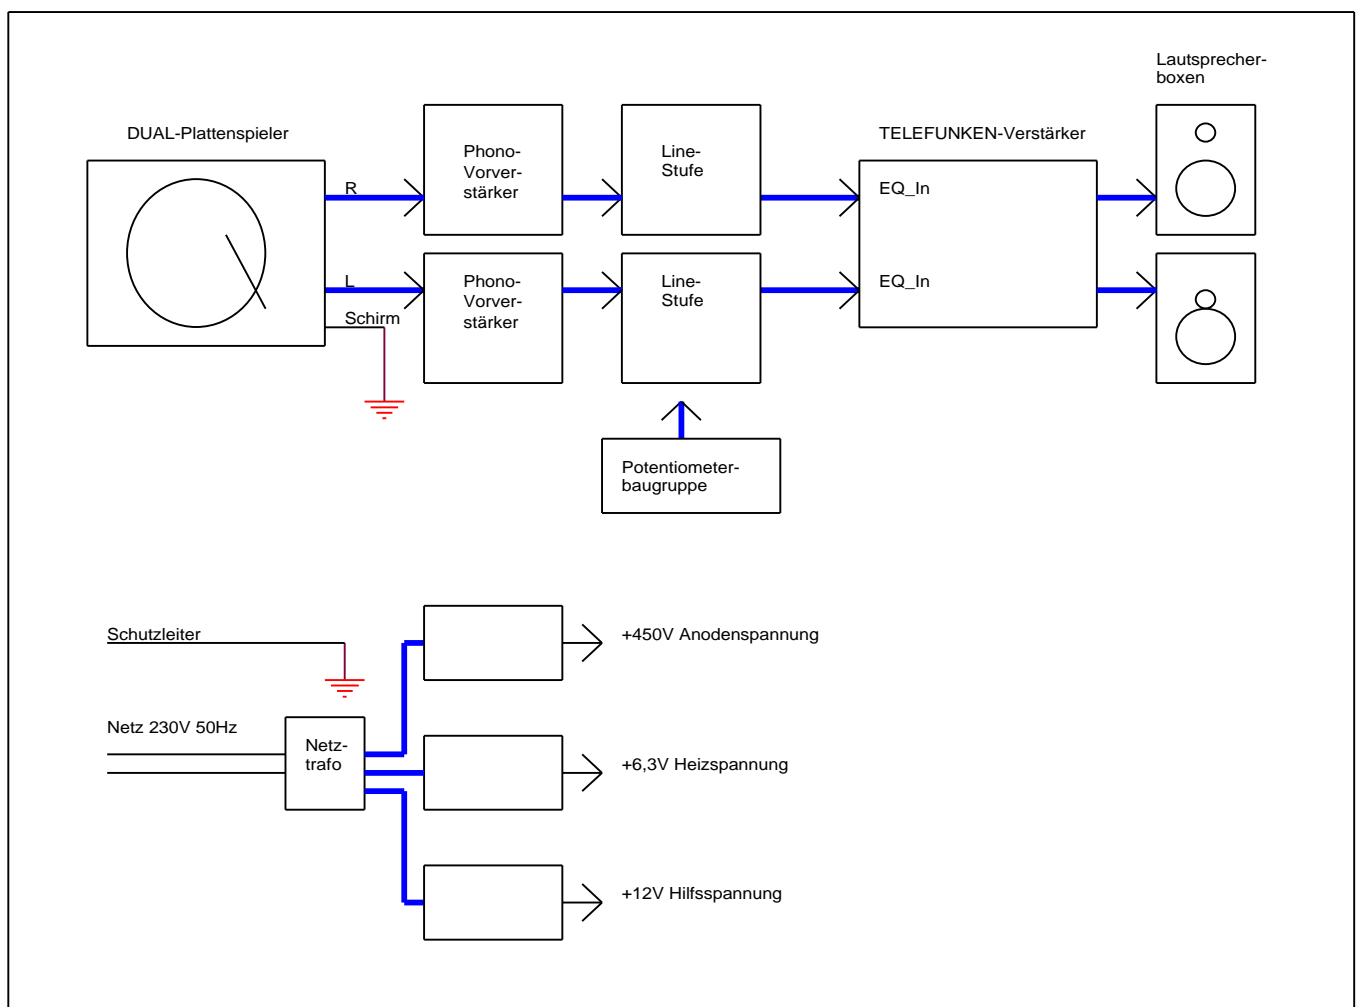 Lautsprecher-
boxen
DUAL-Plattenspieler
TELEFUNKEN-Verstärker
R
Phono-
Vorver-
stärker
Line-
Stufe
EQ_In
L
Schirm
Phono-
Vorver-
stärker
Line-
Stufe
EQ_In
Potentiometer-
baugruppe
Schutzleiter
+450V Anodenspannung
Netz 230V 50Hz
Netz-
trafo
+6,3V Heizspannung
+12V Hilfsspannung